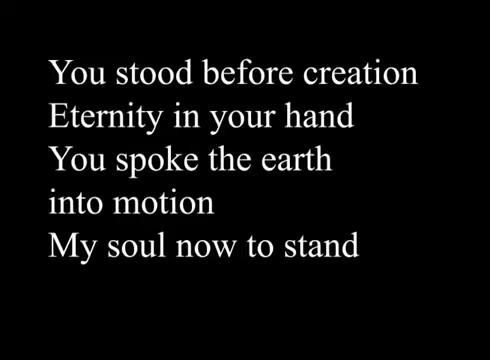 You stood before creation
Eternity in your hand
You spoke the earth
into motion
My soul now to stand